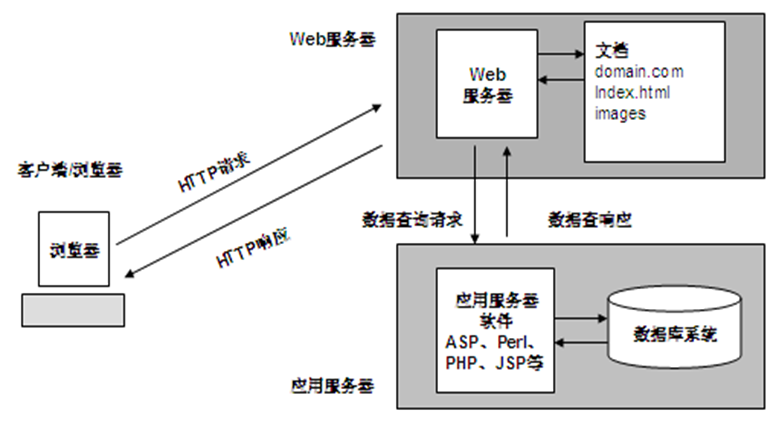 Web服务器
Web
服务器
文档
domain.com
Index.html
images
客户端/浏览器
HTTP请求
浏览器
HTTP响应
数据查询请求
数据查响应
应用服务器
软件
ASP、Perl、
PHP、JSP等
数据库系统
应用服务器